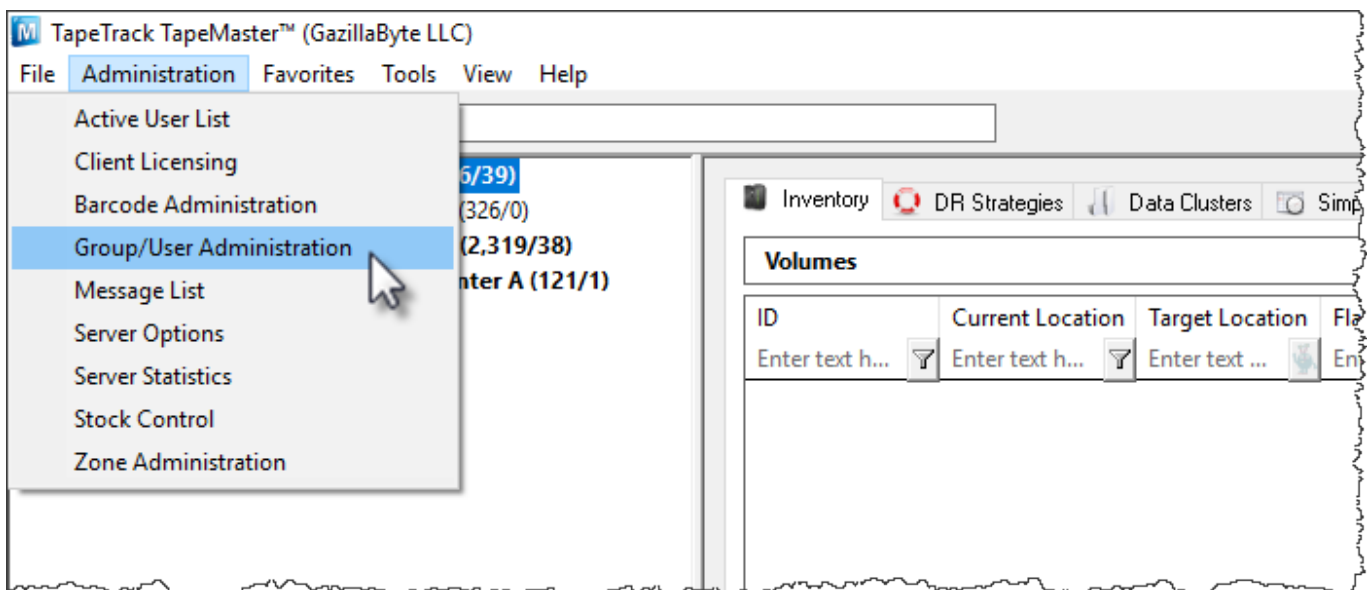 TapeTrack TapeMaster™ (GazillaByte LLC)
File Administration Favorites Tools View Help
Active User List
Client Licensing
Barcode Administration
Group/User Administration
Message List
Server Options
Server Statistics
Stock Control
Zone Administration
6/39)
(326/0)
(2,319/38)
nter A (121/1)
Inventory DR Strategies Data Clusters Simp
Volumes
ID Current Location Target Location Fla
Enter text h... Enter text h... Enter text ... En